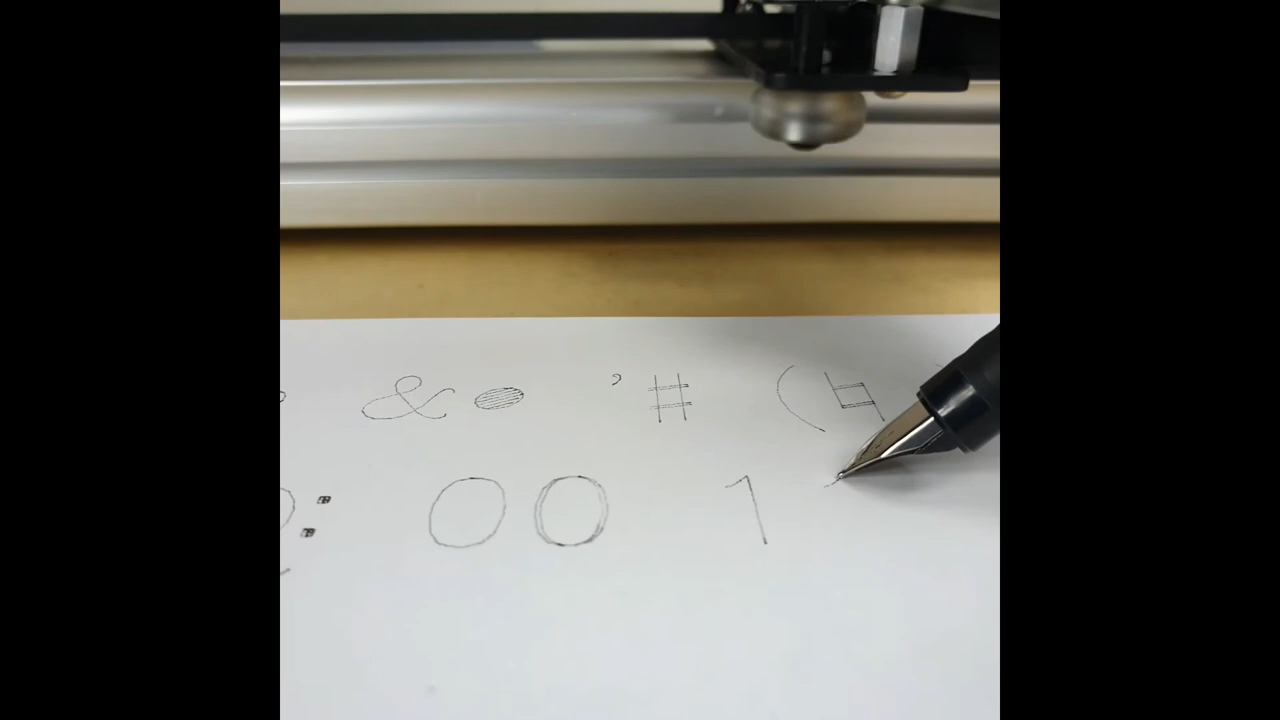 & ● ’ # ( ♮
: 0 0 1